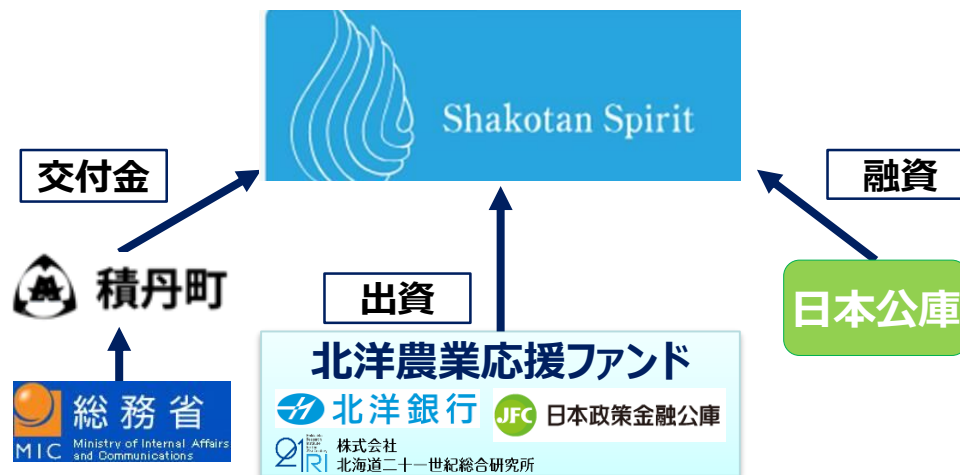 Shakotan Spirit
交付金
融資
積丹町
出資
日本公庫
北洋農業応援ファンド
総務省
MIC Ministry of Internal Affairs
and Communications
北洋銀行
JFC 日本政策金融公庫
21RI 株式会社
北海道二十一世紀総合研究所